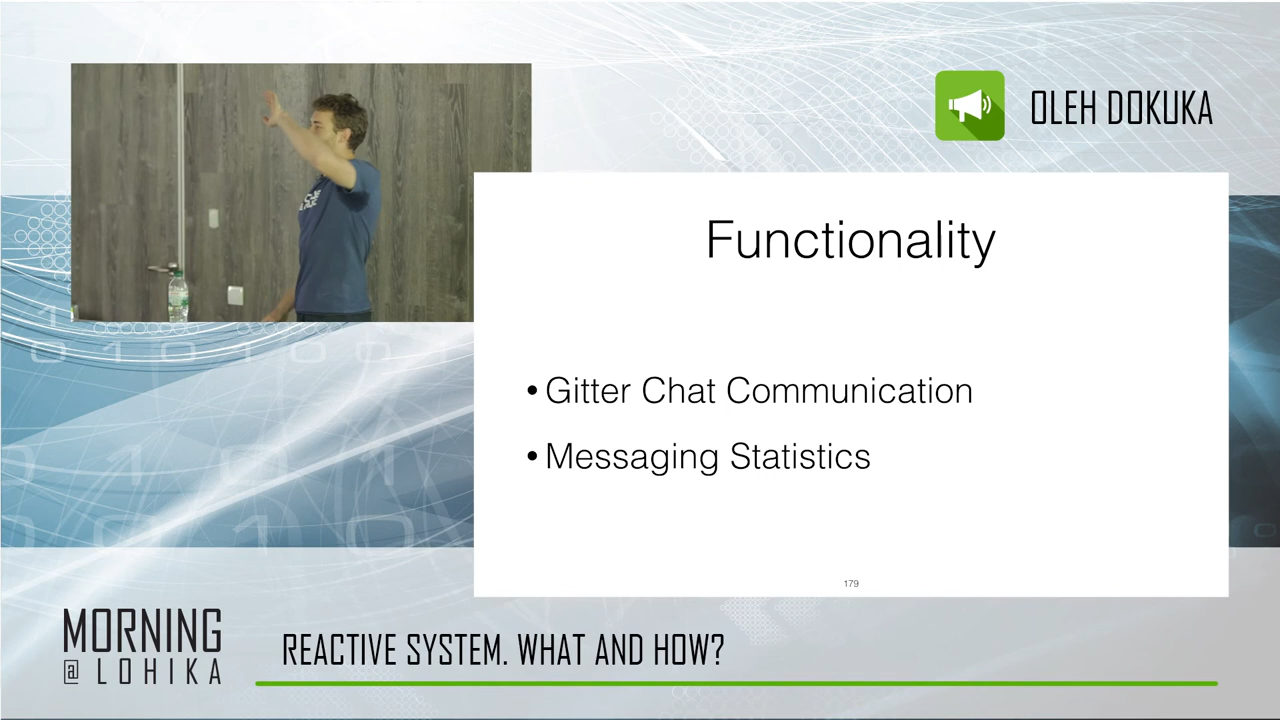 OLEH DOKUKA
Functionality
• Gitter Chat Communication
• Messaging Statistics
179
MORNING
@ LOHIKA
REACTIVE SYSTEM. WHAT AND HOW?